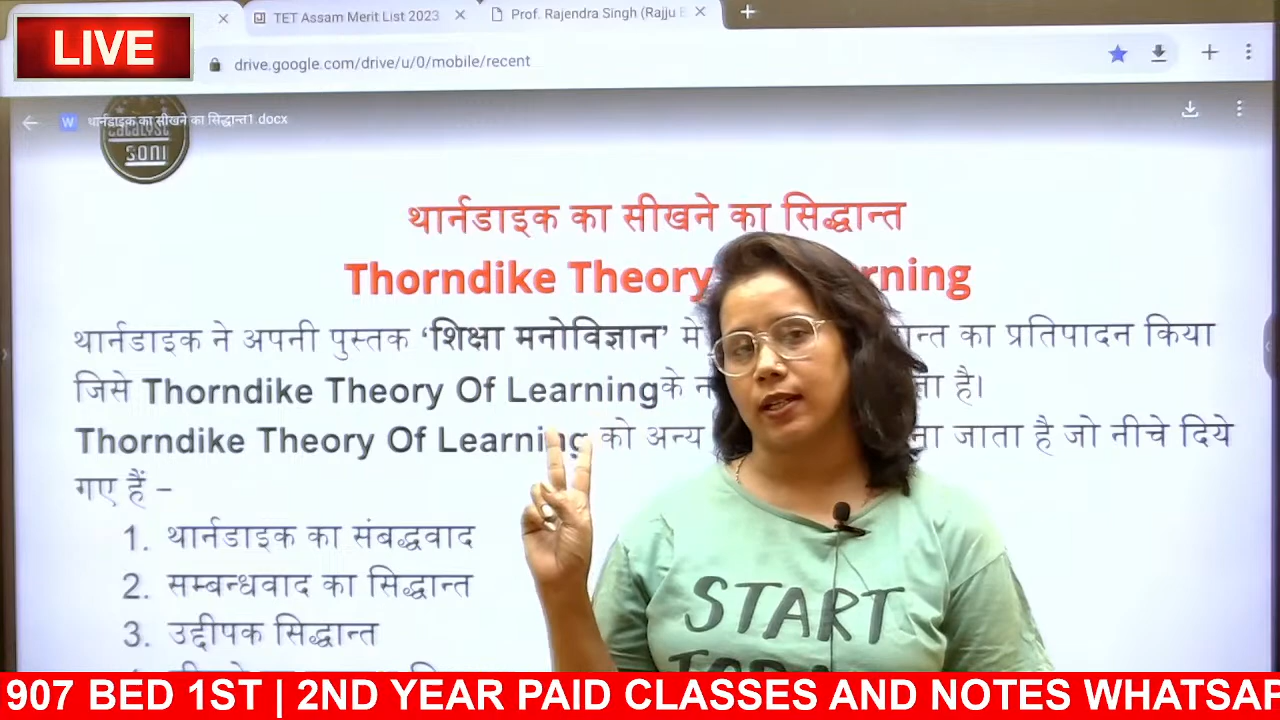 LIVE
TET Assam Merit List 2023
Prof. Rajendra Singh (Rajju
drive.google.com/drive/u/0/mobile/recent
W थार्नडाइक का सीखने का सिद्धान्त1.docx
CATALYST
SONI
थार्नडाइक का सीखने का सिद्धान्त
Thorndike Theory
थार्नडाइक ने अपनी पुस्तक ‘शिक्षा मनोविज्ञान’ में का प्रतिपादन किया
जिसे Thorndike Theory Of Learningके है।
Thorndike Theory Of Learning को अन्य जाता है जो नीचे दिये
गए हैं –
1. थार्नडाइक का संबद्धवाद
2. सम्बन्धवाद का सिद्धान्त
3. उद्दीपक सिद्धान्त
START
907 BED 1ST | 2ND YEAR PAID CLASSES AND NOTES